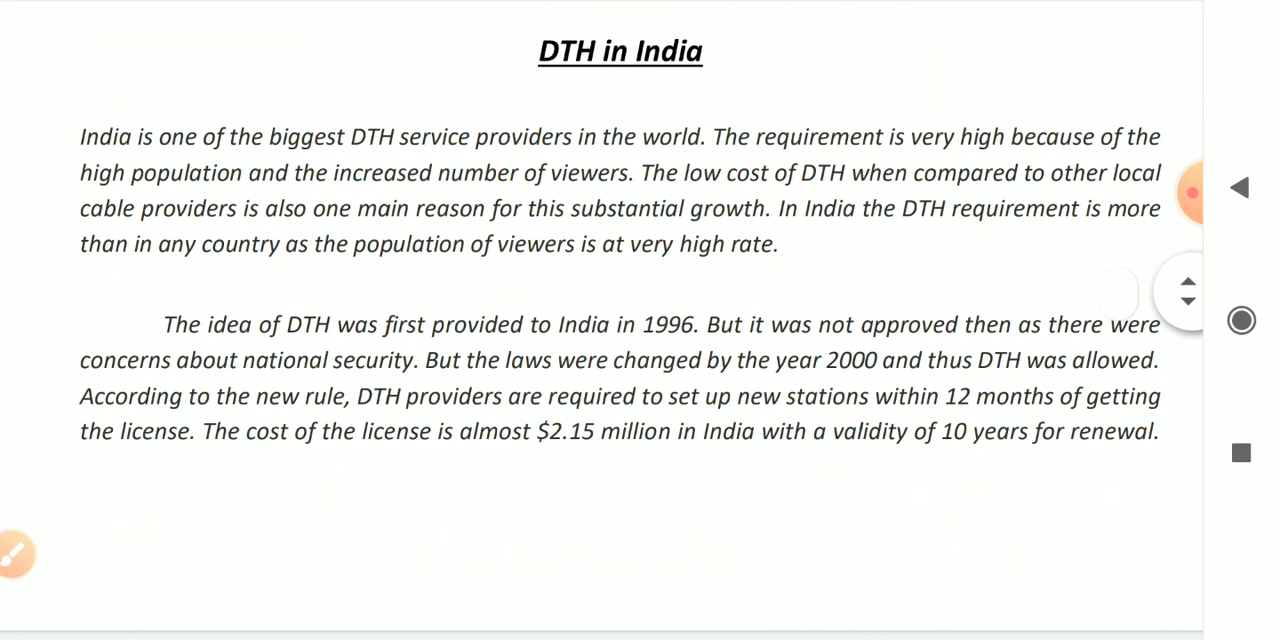 DTH in India
India is one of the biggest DTH service providers in the world. The requirement is very high because of the
high population and the increased number of viewers. The low cost of DTH when compared to other local
cable providers is also one main reason for this substantial growth. In India the DTH requirement is more
than in any country as the population of viewers is at very high rate.
The idea of DTH was first provided to India in 1996. But it was not approved then as there were
concerns about national security. But the laws were changed by the year 2000 and thus DTH was allowed.
According to the new rule, DTH providers are required to set up new stations within 12 months of getting
the license. The cost of the license is almost $2.15 million in India with a validity of 10 years for renewal.